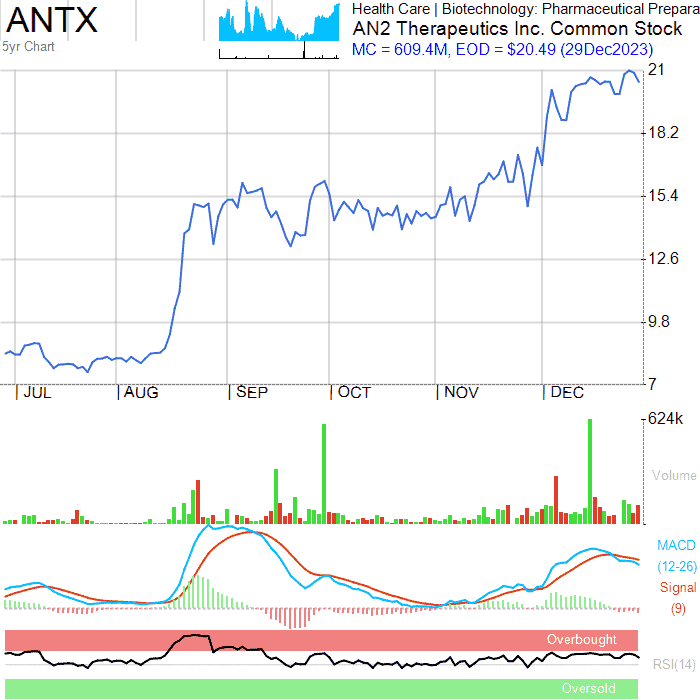 ANTX
5yr Chart
Health Care | Biotechnology: Pharmaceutical Prepara
AN2 Therapeutics Inc. Common Stock
MC = 609.4M, EOD = $20.49 (29Dec2023)
21
18.2
15.4
12.6
9.8
7
JUL AUG SEP OCT NOV DEC
624k
Volume
MACD
(12-26)
Signal
(9)
Overbought
RSI(14)
Oversold